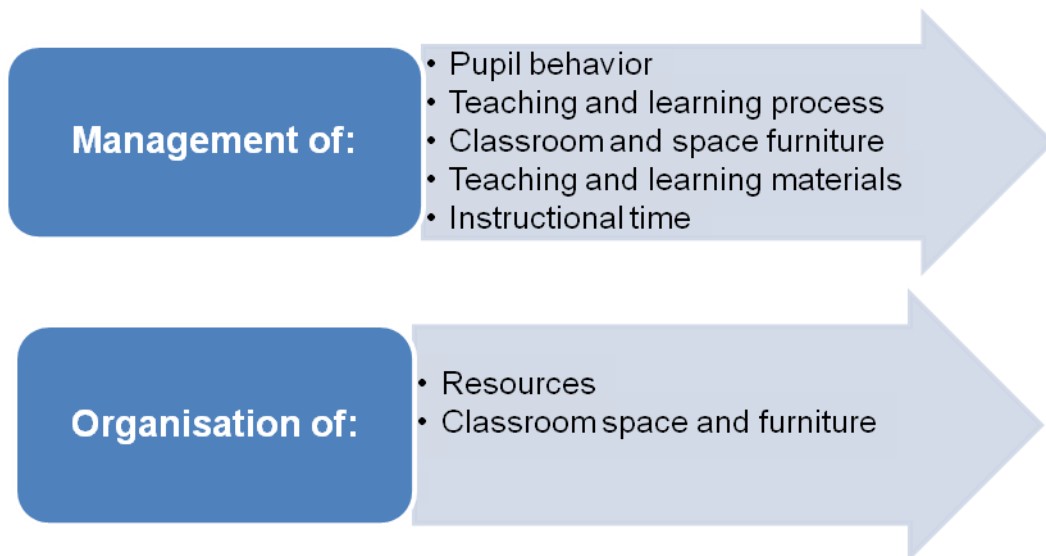 Management of:
• Pupil behavior
• Teaching and learning process
• Classroom and space furniture
• Teaching and learning materials
• Instructional time
Organisation of:
• Resources
• Classroom space and furniture